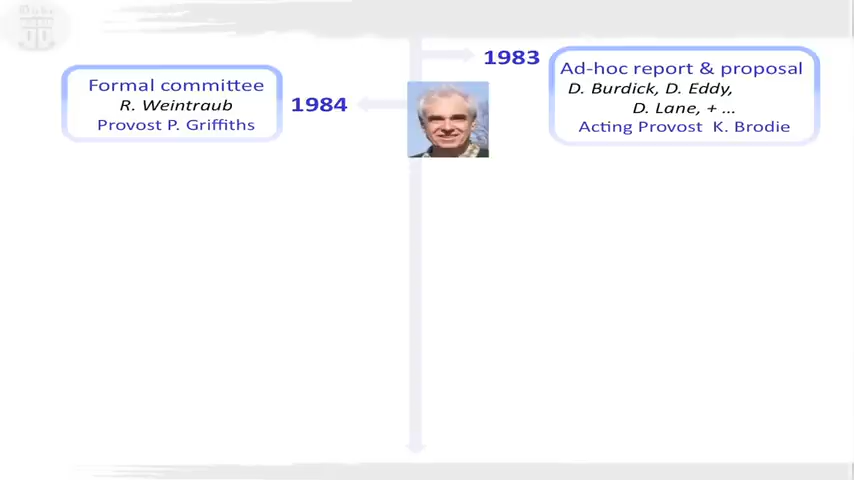 1983
Ad-hoc report & proposal
D. Burdick, D. Eddy,
D. Lane, + ...
Acting Provost K. Brodie
1984
Formal committee
R. Weintraub
Provost P. Griffiths